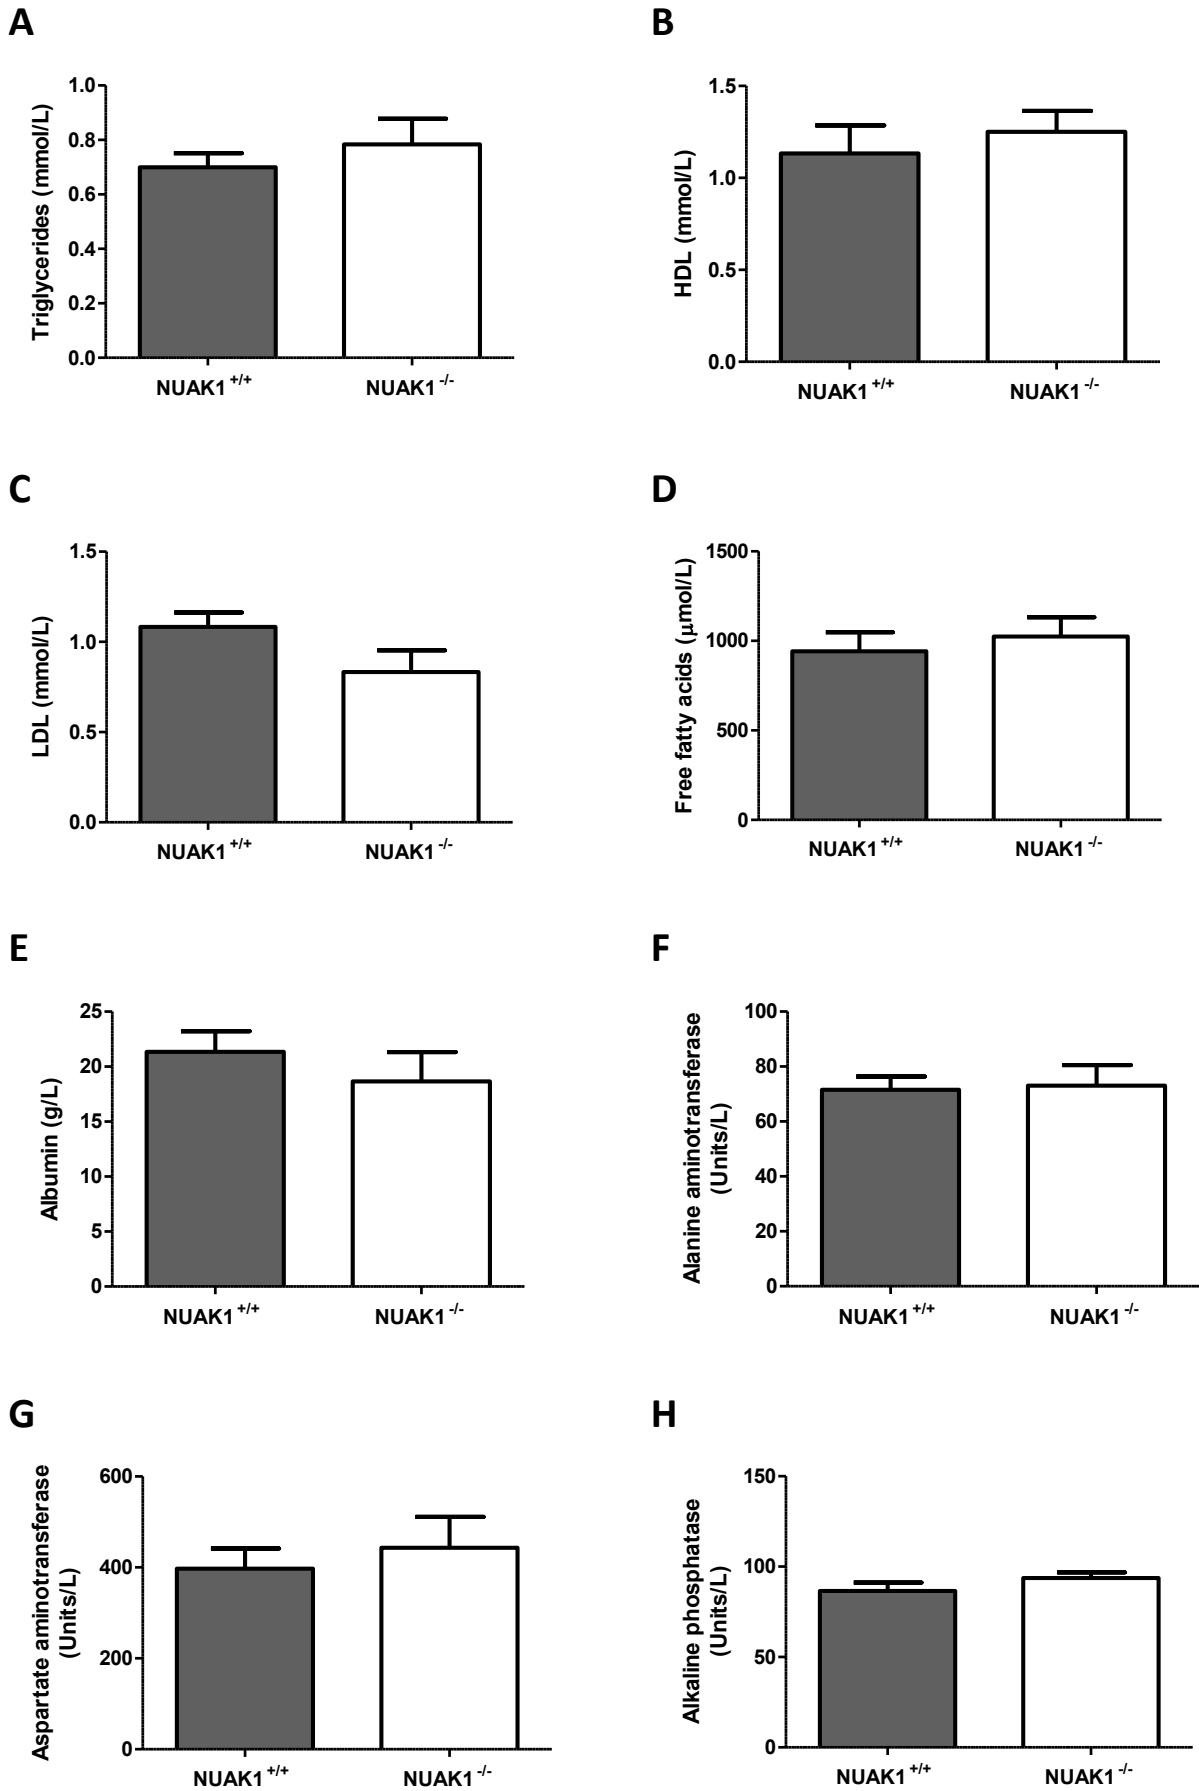 A
Triglycerides (mmol/L)
1.0
0.8
0.6
0.4
0.2
0.0
NUAK1+/+
NUAK1-/-
B
HDL (mmol/L)
1.5
1.0
0.5
0.0
NUAK1+/+
NUAK1-/-
C
LDL (mmol/L)
1.5
1.0
0.5
0.0
NUAK1+/+
NUAK1-/-
D
Free fatty acids (μmol/L)
1500
1000
500
0
NUAK1+/+
NUAK1-/-
E
Albumin (g/L)
25
20
15
10
5
0
NUAK1+/+
NUAK1-/-
F
Alanine aminotransferase
(Units/L)
100
80
60
40
20
0
NUAK1+/+
NUAK1-/-
G
Aspartate aminotransferase
(Units/L)
600
400
200
0
NUAK1+/+
NUAK1-/-
H
Alkaline phosphatase
(Units/L)
150
100
50
0
NUAK1+/+
NUAK1-/-